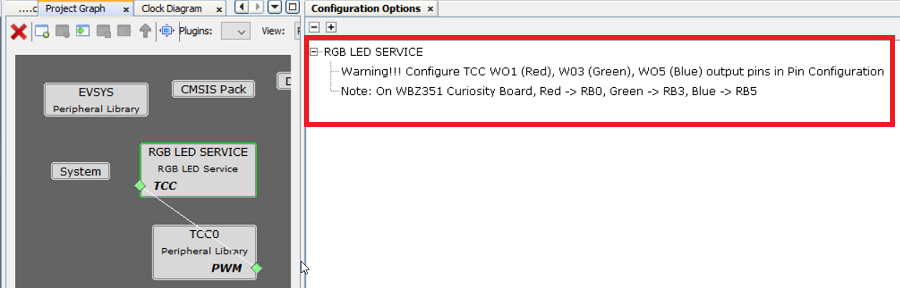 ....c
Project Graph
Clock Diagram
Configuration Options
Plugins:
View:
RGB LED SERVICE
Warning!!! Configure TCC WO1 (Red), W03 (Green), WO5 (Blue) output pins in Pin Configuration
Note: On WBZ351 Curiosity Board, Red -> RB0, Green -> RB3, Blue -> RB5
EVSYS
Peripheral Library
CMSIS Pack
D
System
RGB LED SERVICE
RGB LED Service
TCC
TCC0
Peripheral Library
PWM